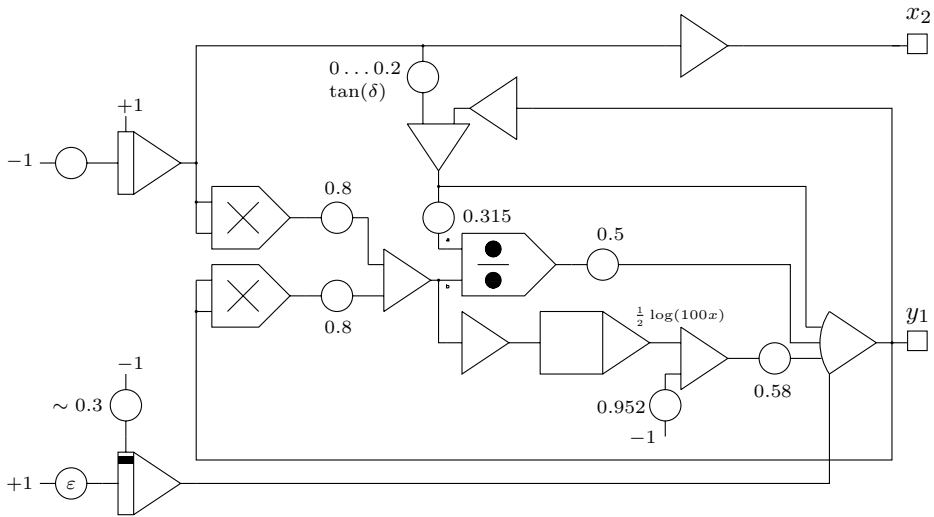 x₂
0 … 0.2
tan(δ)
+1
−1
0.8
0.315
a
0.5
b
0.8
½ log(100x)
y₁
−1
∼ 0.3
0.58
0.952
−1
+1
ε